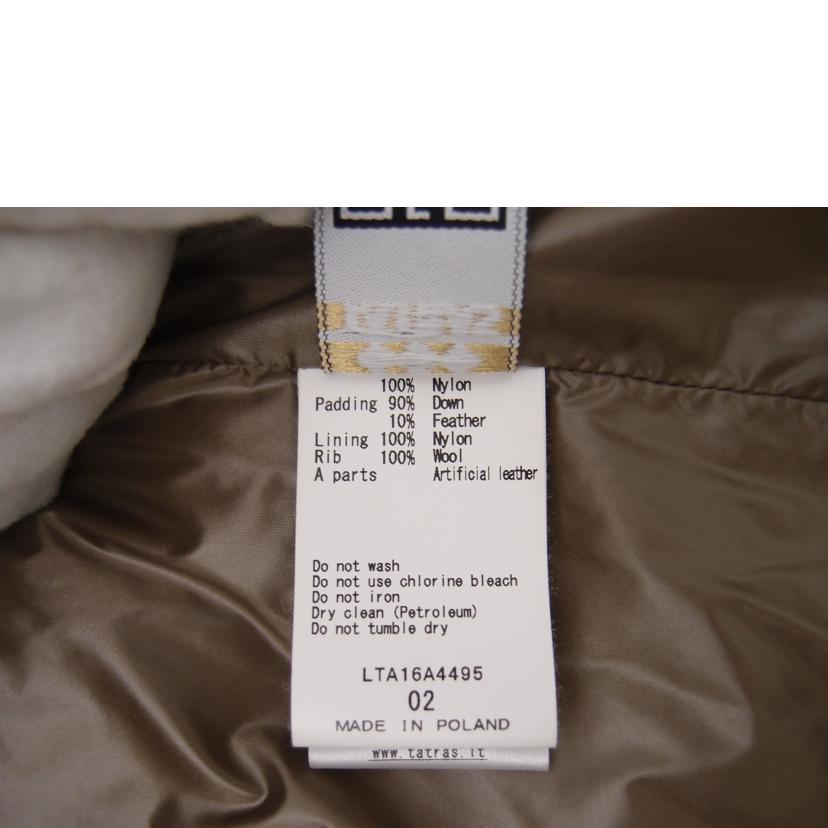 100% Nylon
Padding 90% Down
10% Feather
Lining 100% Nylon
Rib 100% Wool
A parts Artificial leather
Do not wash
Do not use chlorine bleach
Do not iron
Dry clean (Petroleum)
Do not tumble dry
LTA16A4495
02
MADE IN POLAND
www.tatras.it